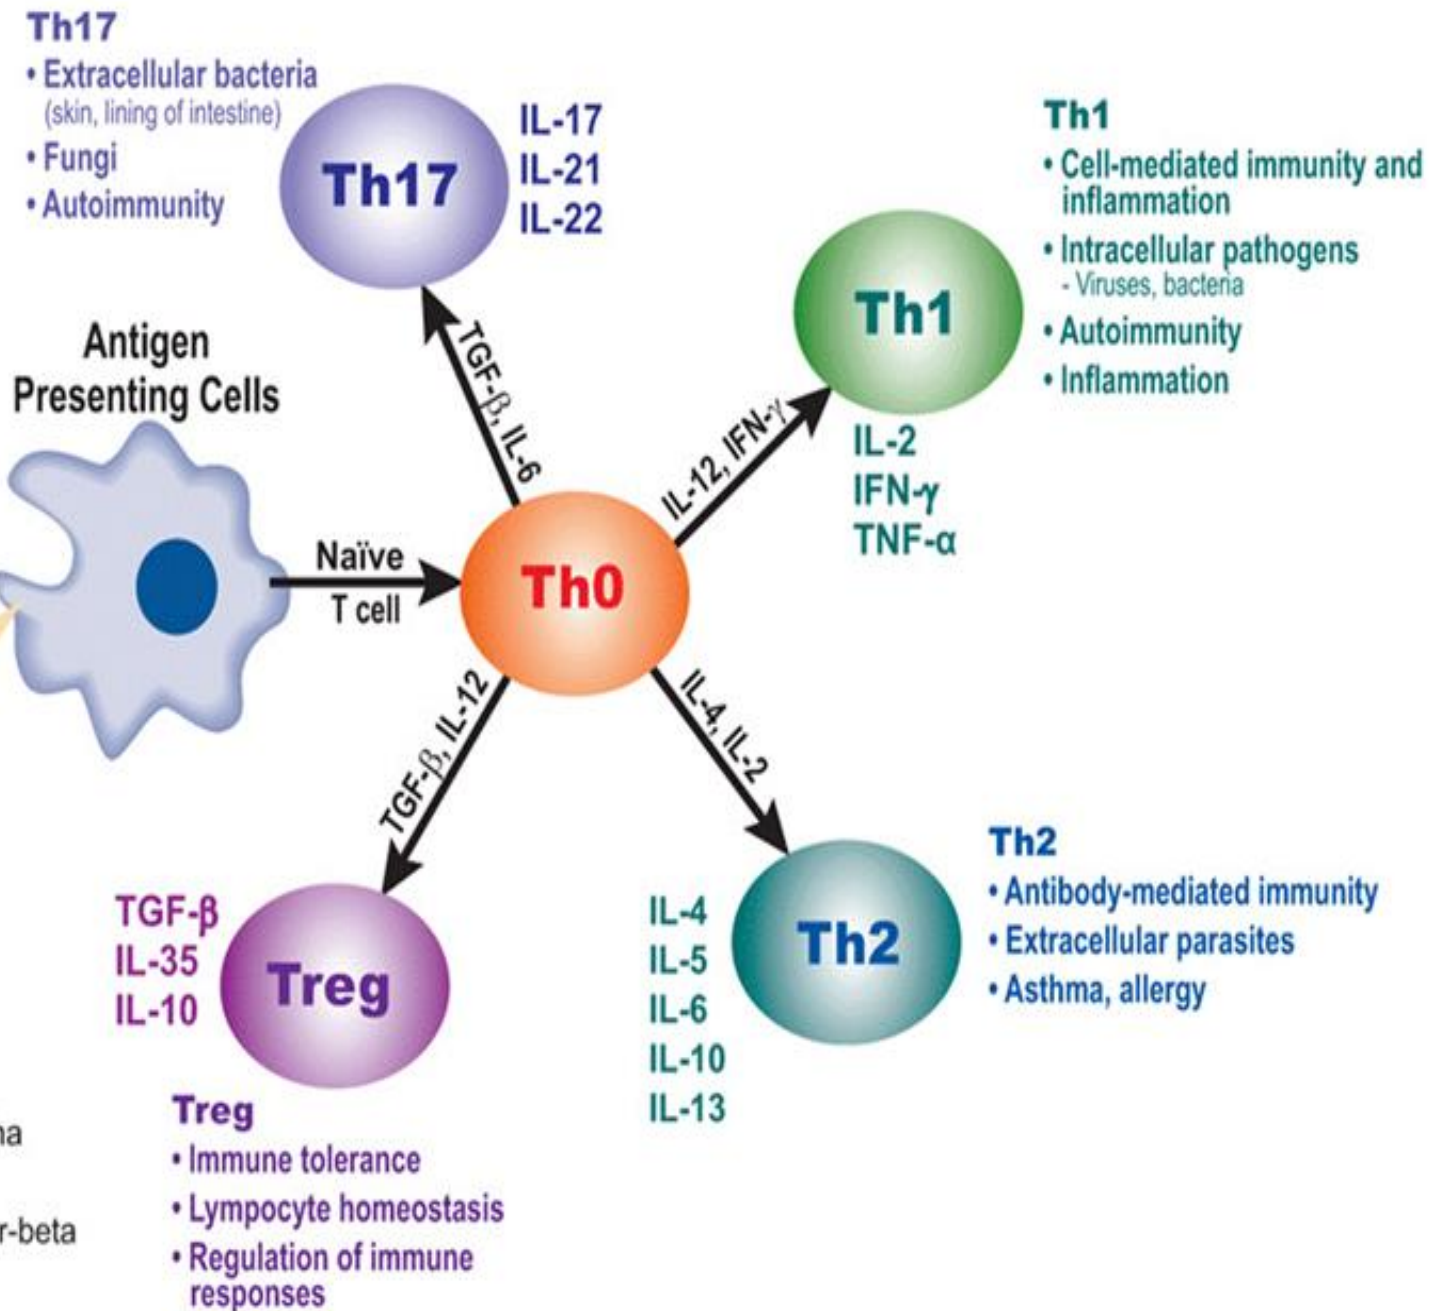 Th17
• Extracellular bacteria
(skin, lining of intestine)
• Fungi
• Autoimmunity
Th17
IL-17
IL-21
IL-22
Th1
• Cell-mediated immunity and
inflammation
• Intracellular pathogens
- Viruses, bacteria
• Autoimmunity
• Inflammation
Th1
IL-2
IFN-γ
TNF-α
Antigen
Presenting Cells
TGF-β, IL-6
IL-12, IFN-γ
Naïve
T cell
Th0
TGF-β, IL-12
IL-4, IL-2
TGF-β
IL-35
IL-10
Treg
IL-4
IL-5
IL-6
IL-10
IL-13
Th2
Th2
• Antibody-mediated immunity
• Extracellular parasites
• Asthma, allergy
Treg
• Immune tolerance
• Lympocyte homeostasis
• Regulation of immune
responses
na
r-beta